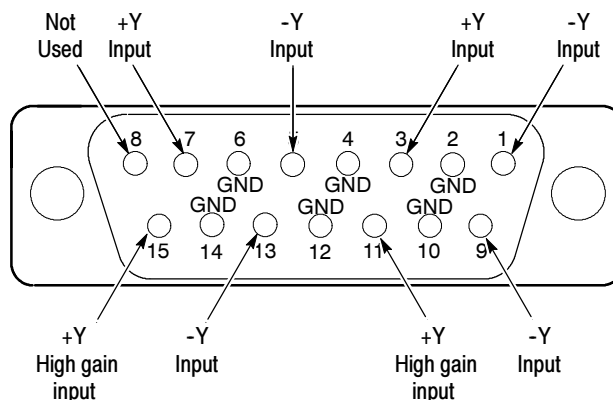 Not
Used
+Y
Input
-Y
Input
+Y
Input
-Y
Input
8 7 6 4 3 2 1
GND GND GND
GND GND GND
15 14 13 12 11 10 9
+Y
High gain
input
-Y
Input
+Y
High gain
input
-Y
Input